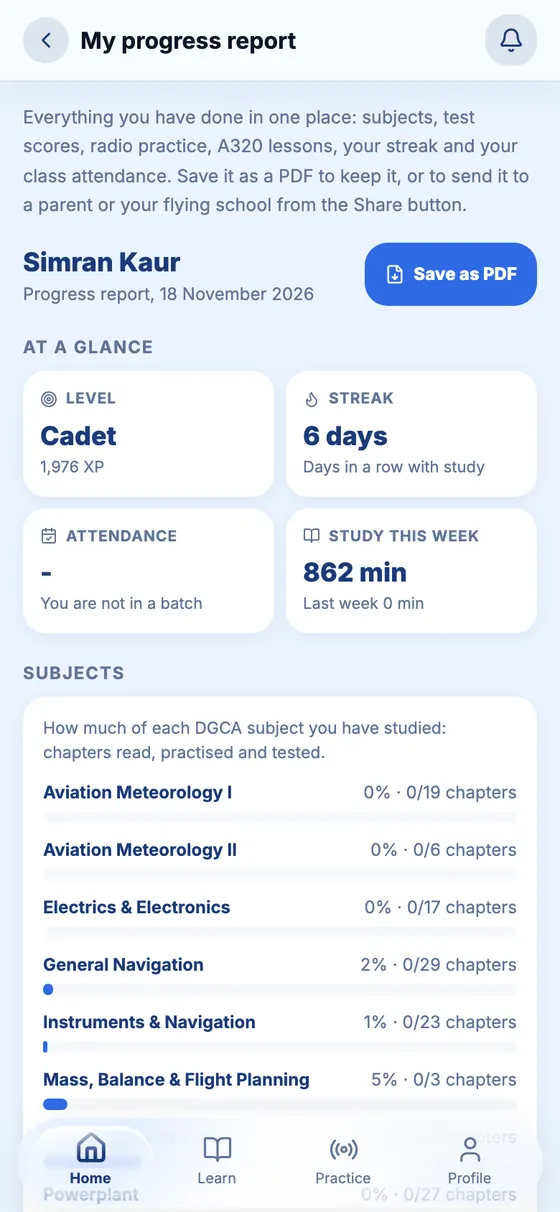 My progress report
Everything you have done in one place: subjects, test
scores, radio practice, A320 lessons, your streak and your
class attendance. Save it as a PDF to keep it, or to send it to
a parent or your flying school from the Share button.
Simran Kaur
Save as PDF
Progress report, 18 November 2026
AT A GLANCE
LEVEL
Cadet
1,976 XP
STREAK
6 days
Days in a row with study
ATTENDANCE
-
You are not in a batch
STUDY THIS WEEK
862 min
Last week 0 min
SUBJECTS
How much of each DGCA subject you have studied:
chapters read, practised and tested.
Aviation Meteorology I 0% · 0/19 chapters
Aviation Meteorology II 0% · 0/6 chapters
Electrics & Electronics 0% · 0/17 chapters
General Navigation 2% · 0/29 chapters
Instruments & Navigation 1% · 0/23 chapters
Mass, Balance & Flight Planning 5% · 0/3 chapters
Home Learn Practice Profile
Powerplant 0% · 0/27 chapters